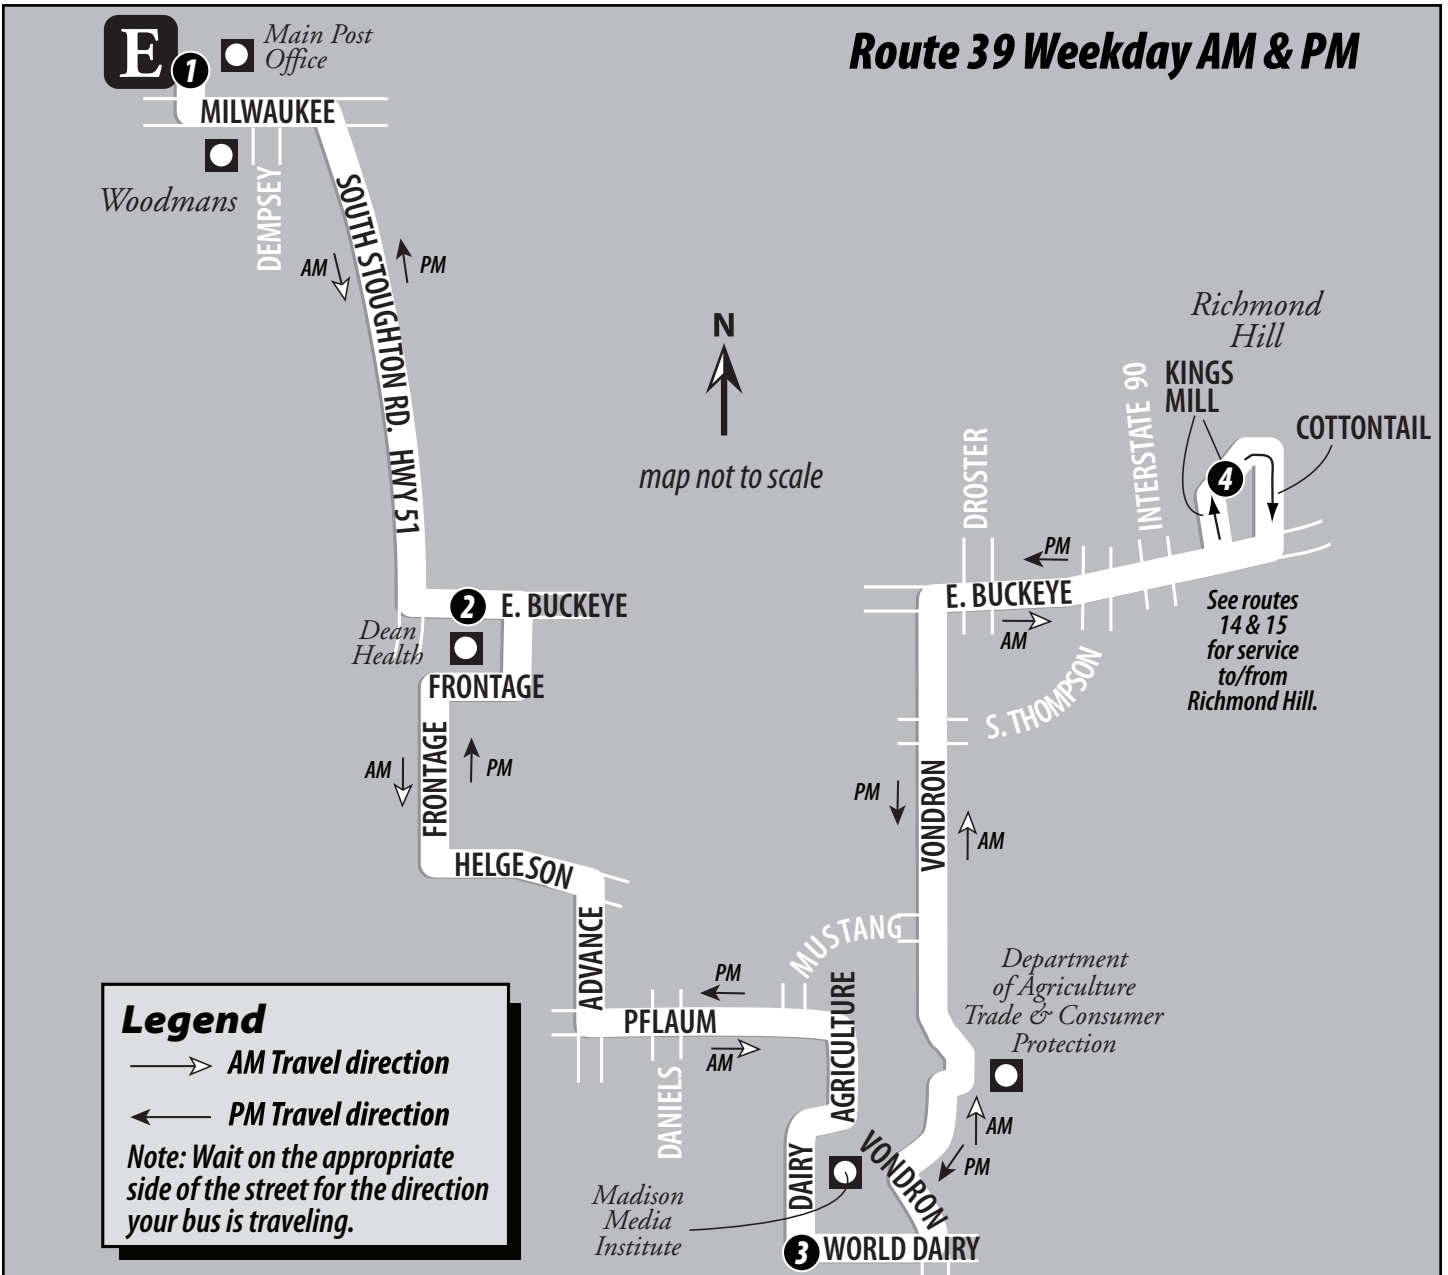 E
1
Main Post
Office
Route 39 Weekday AM & PM
MILWAUKEE
Woodmans
DEMPSEY
SOUTH STOUGHTON RD. HWY 51
AM
PM
N
map not to scale
Richmond
Hill
KINGS
MILL
COTTONTAIL
4
INTERSTATE 90
DROSTER
PM
E. BUCKEYE
AM
See routes
14 & 15
for service
to/from
Richmond Hill.
S. THOMPSON
2
E. BUCKEYE
Dean
Health
FRONTAGE
FRONTAGE
AM
PM
HELGESON
ADVANCE
PM
VONDRON
AM
MUSTANG
PM
PFLAUM
AM
DANIELS
AGRICULTURE
Department
of Agriculture
Trade & Consumer
Protection
AM
PM
VONDRON
DAIRY
Madison
Media
Institute
3
WORLD DAIRY
Legend
AM Travel direction
PM Travel direction
Note: Wait on the appropriate
side of the street for the direction
your bus is traveling.